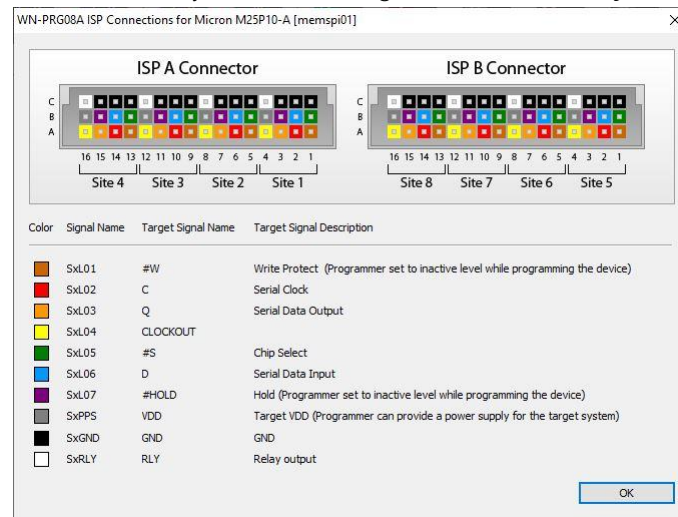 WN-PRG08A ISP Connections for Micron M25P10-A [memspi01]
ISP A Connector ISP B Connector
C C
B B
A A
16 15 14 13 12 11 10 9 8 7 6 5 4 3 2 1 16 15 14 13 12 11 10 9 8 7 6 5 4 3 2 1
Site 4 Site 3 Site 2 Site 1 Site 8 Site 7 Site 6 Site 5
Color Signal Name Target Signal Name Target Signal Description
SxL01 #W Write Protect (Programmer set to inactive level while programming the device)
SxL02 C Serial Clock
SxL03 Q Serial Data Output
SxL04 CLOCKOUT
SxL05 #S Chip Select
SxL06 D Serial Data Input
SxL07 #HOLD Hold (Programmer set to inactive level while programming the device)
SxPPS VDD Target VDD (Programmer can provide a power supply for the target system)
SxGND GND GND
SxRLY RLY Relay output
OK